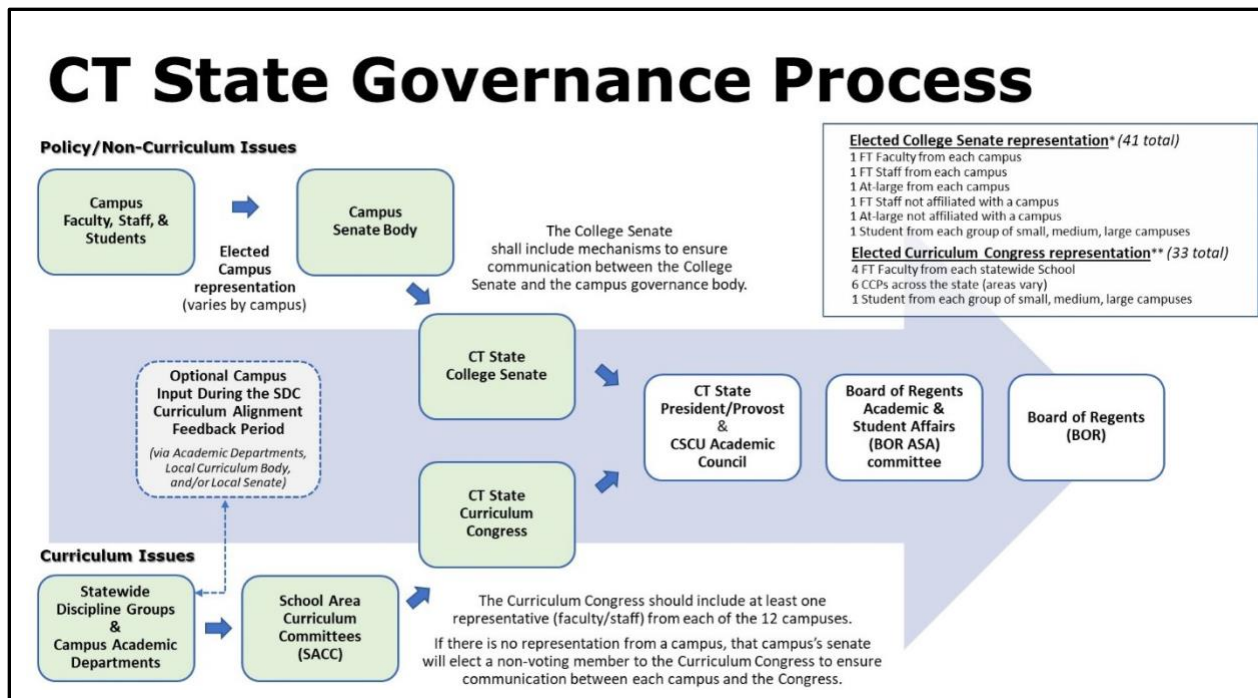 CT State Governance Process
Policy/Non-Curriculum Issues
Campus
Faculty, Staff, &
Students
Elected
Campus
representation
(varies by campus)
Campus
Senate Body
The College Senate
shall include mechanisms to ensure
communication between the College
Senate and the campus governance body.
Elected College Senate representation* (41 total)
1 FT Faculty from each campus
1 FT Staff from each campus
1 At-large from each campus
1 FT Staff not affiliated with a campus
1 At-large not affiliated with a campus
1 Student from each group of small, medium, large campuses
Elected Curriculum Congress representation** (33 total)
4 FT Faculty from each statewide School
6 CCPs across the state (areas vary)
1 Student from each group of small, medium, large campuses
CT State
College Senate
Optional Campus
Input During the SDC
Curriculum Alignment
Feedback Period
(via Academic Departments,
Local Curriculum Body,
and/or Local Senate)
CT State
President/Provost
&
CSCU Academic
Council
Board of Regents
Academic &
Student Affairs
(BOR ASA)
committee
Board of Regents
(BOR)
CT State
Curriculum
Congress
Curriculum Issues
Statewide
Discipline Groups
&
Campus Academic
Departments
School Area
Curriculum
Committees
(SACC)
The Curriculum Congress should include at least one
representative (faculty/staff) from each of the 12 campuses.
If there is no representation from a campus, that campus's senate
will elect a non-voting member to the Curriculum Congress to ensure
communication between each campus and the Congress.